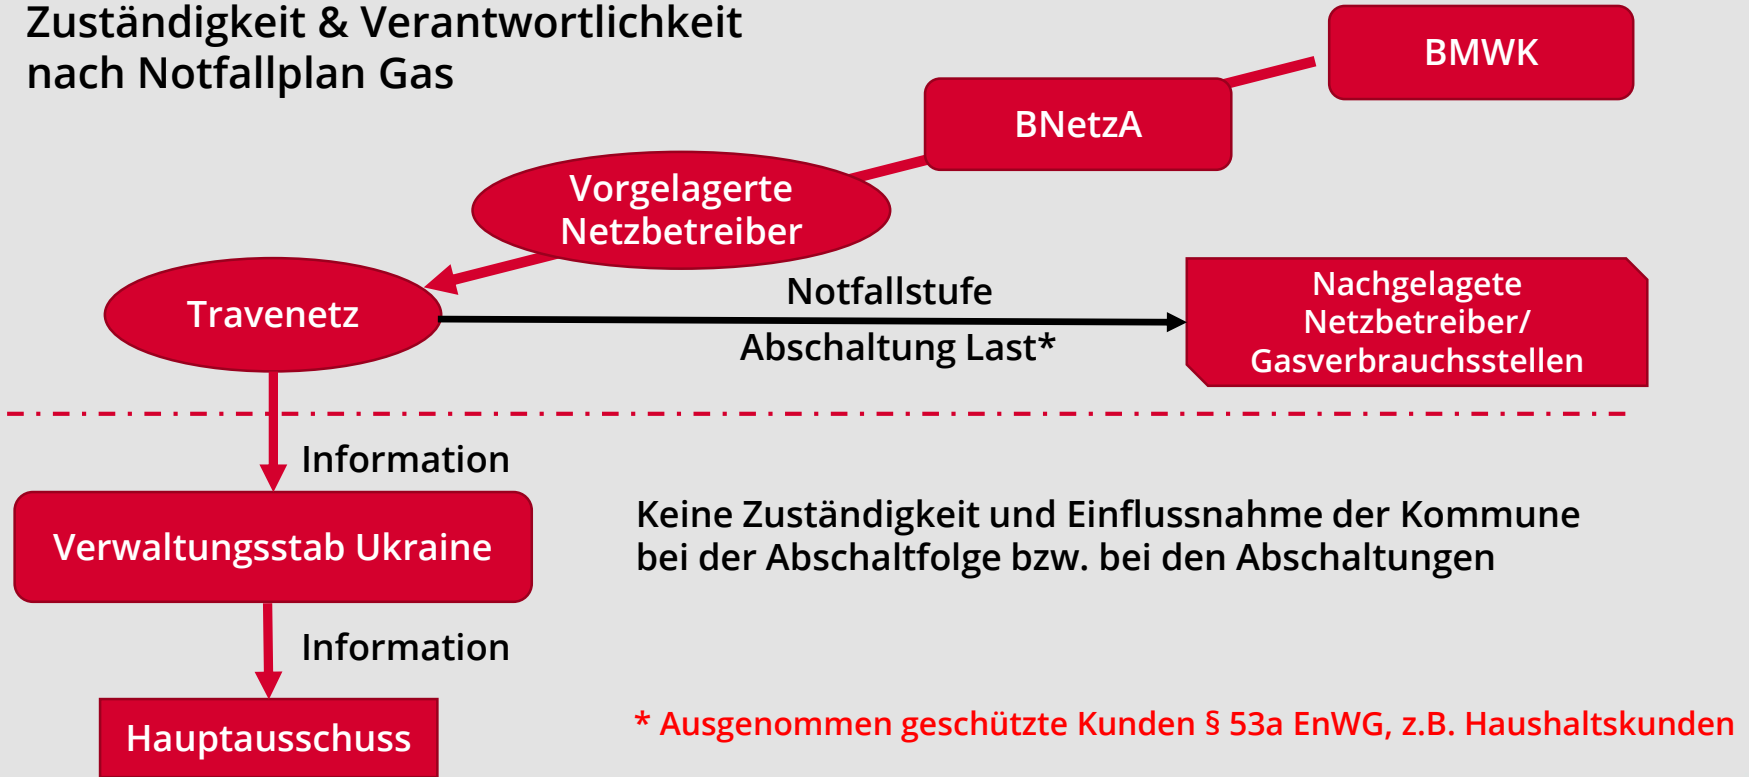 Zuständigkeit & Verantwortlichkeit
nach Notfallplan Gas
BMWK
BNetzA
Vorgelagerte
Netzbetreiber
Travenetz
Notfallstufe
Abschaltung Last*
Nachgelagete
Netzbetreiber/
Gasverbrauchsstellen
Information
Verwaltungsstab Ukraine
Keine Zuständigkeit und Einflussnahme der Kommune
bei der Abschaltfolge bzw. bei den Abschaltungen
Information
Hauptausschuss
* Ausgenommen geschützte Kunden § 53a EnWG, z.B. Haushaltskunden